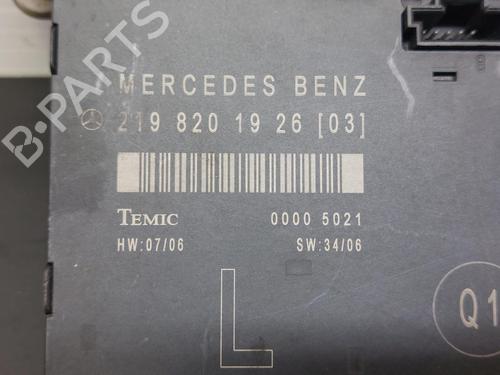 B-PARTS
MERCEDES BENZ
219 820 19 26 [03]
TEMIC 0000 5021
HW:07/06 SW:34/06
L
Q1